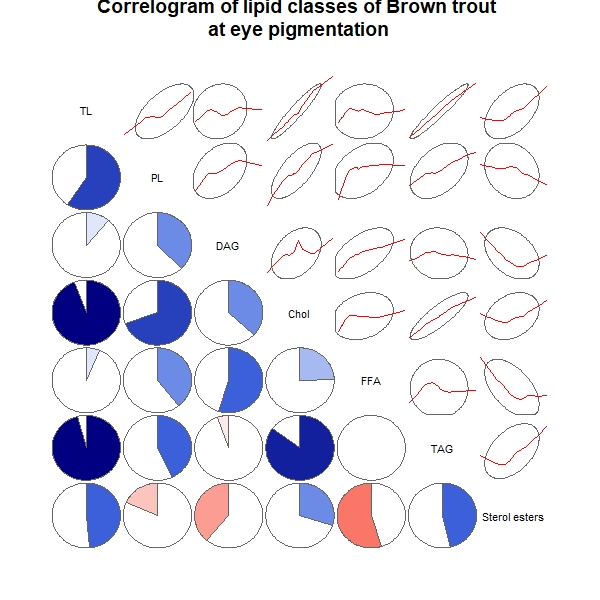 Correlogram of lipid classes of Brown trout
at eye pigmentation
TL
PL
DAG
Chol
FFA
TAG
Sterol esters